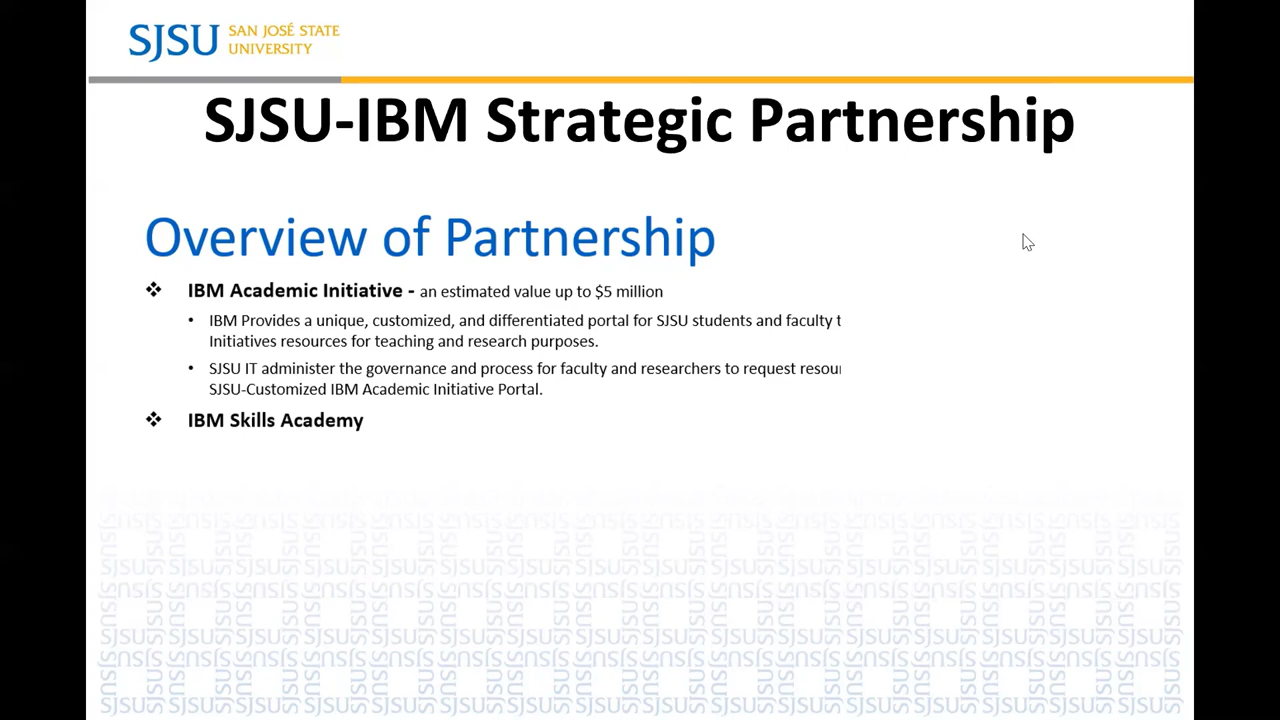 SJSU SAN JOSÉ STATE
UNIVERSITY
SJSU-IBM Strategic Partnership
Overview of Partnership
❖ IBM Academic Initiative - an estimated value up to $5 million
• IBM Provides a unique, customized, and differentiated portal for SJSU students and faculty t
Initiatives resources for teaching and research purposes.
• SJSU IT administer the governance and process for faculty and researchers to request resou
SJSU-Customized IBM Academic Initiative Portal.
❖ IBM Skills Academy